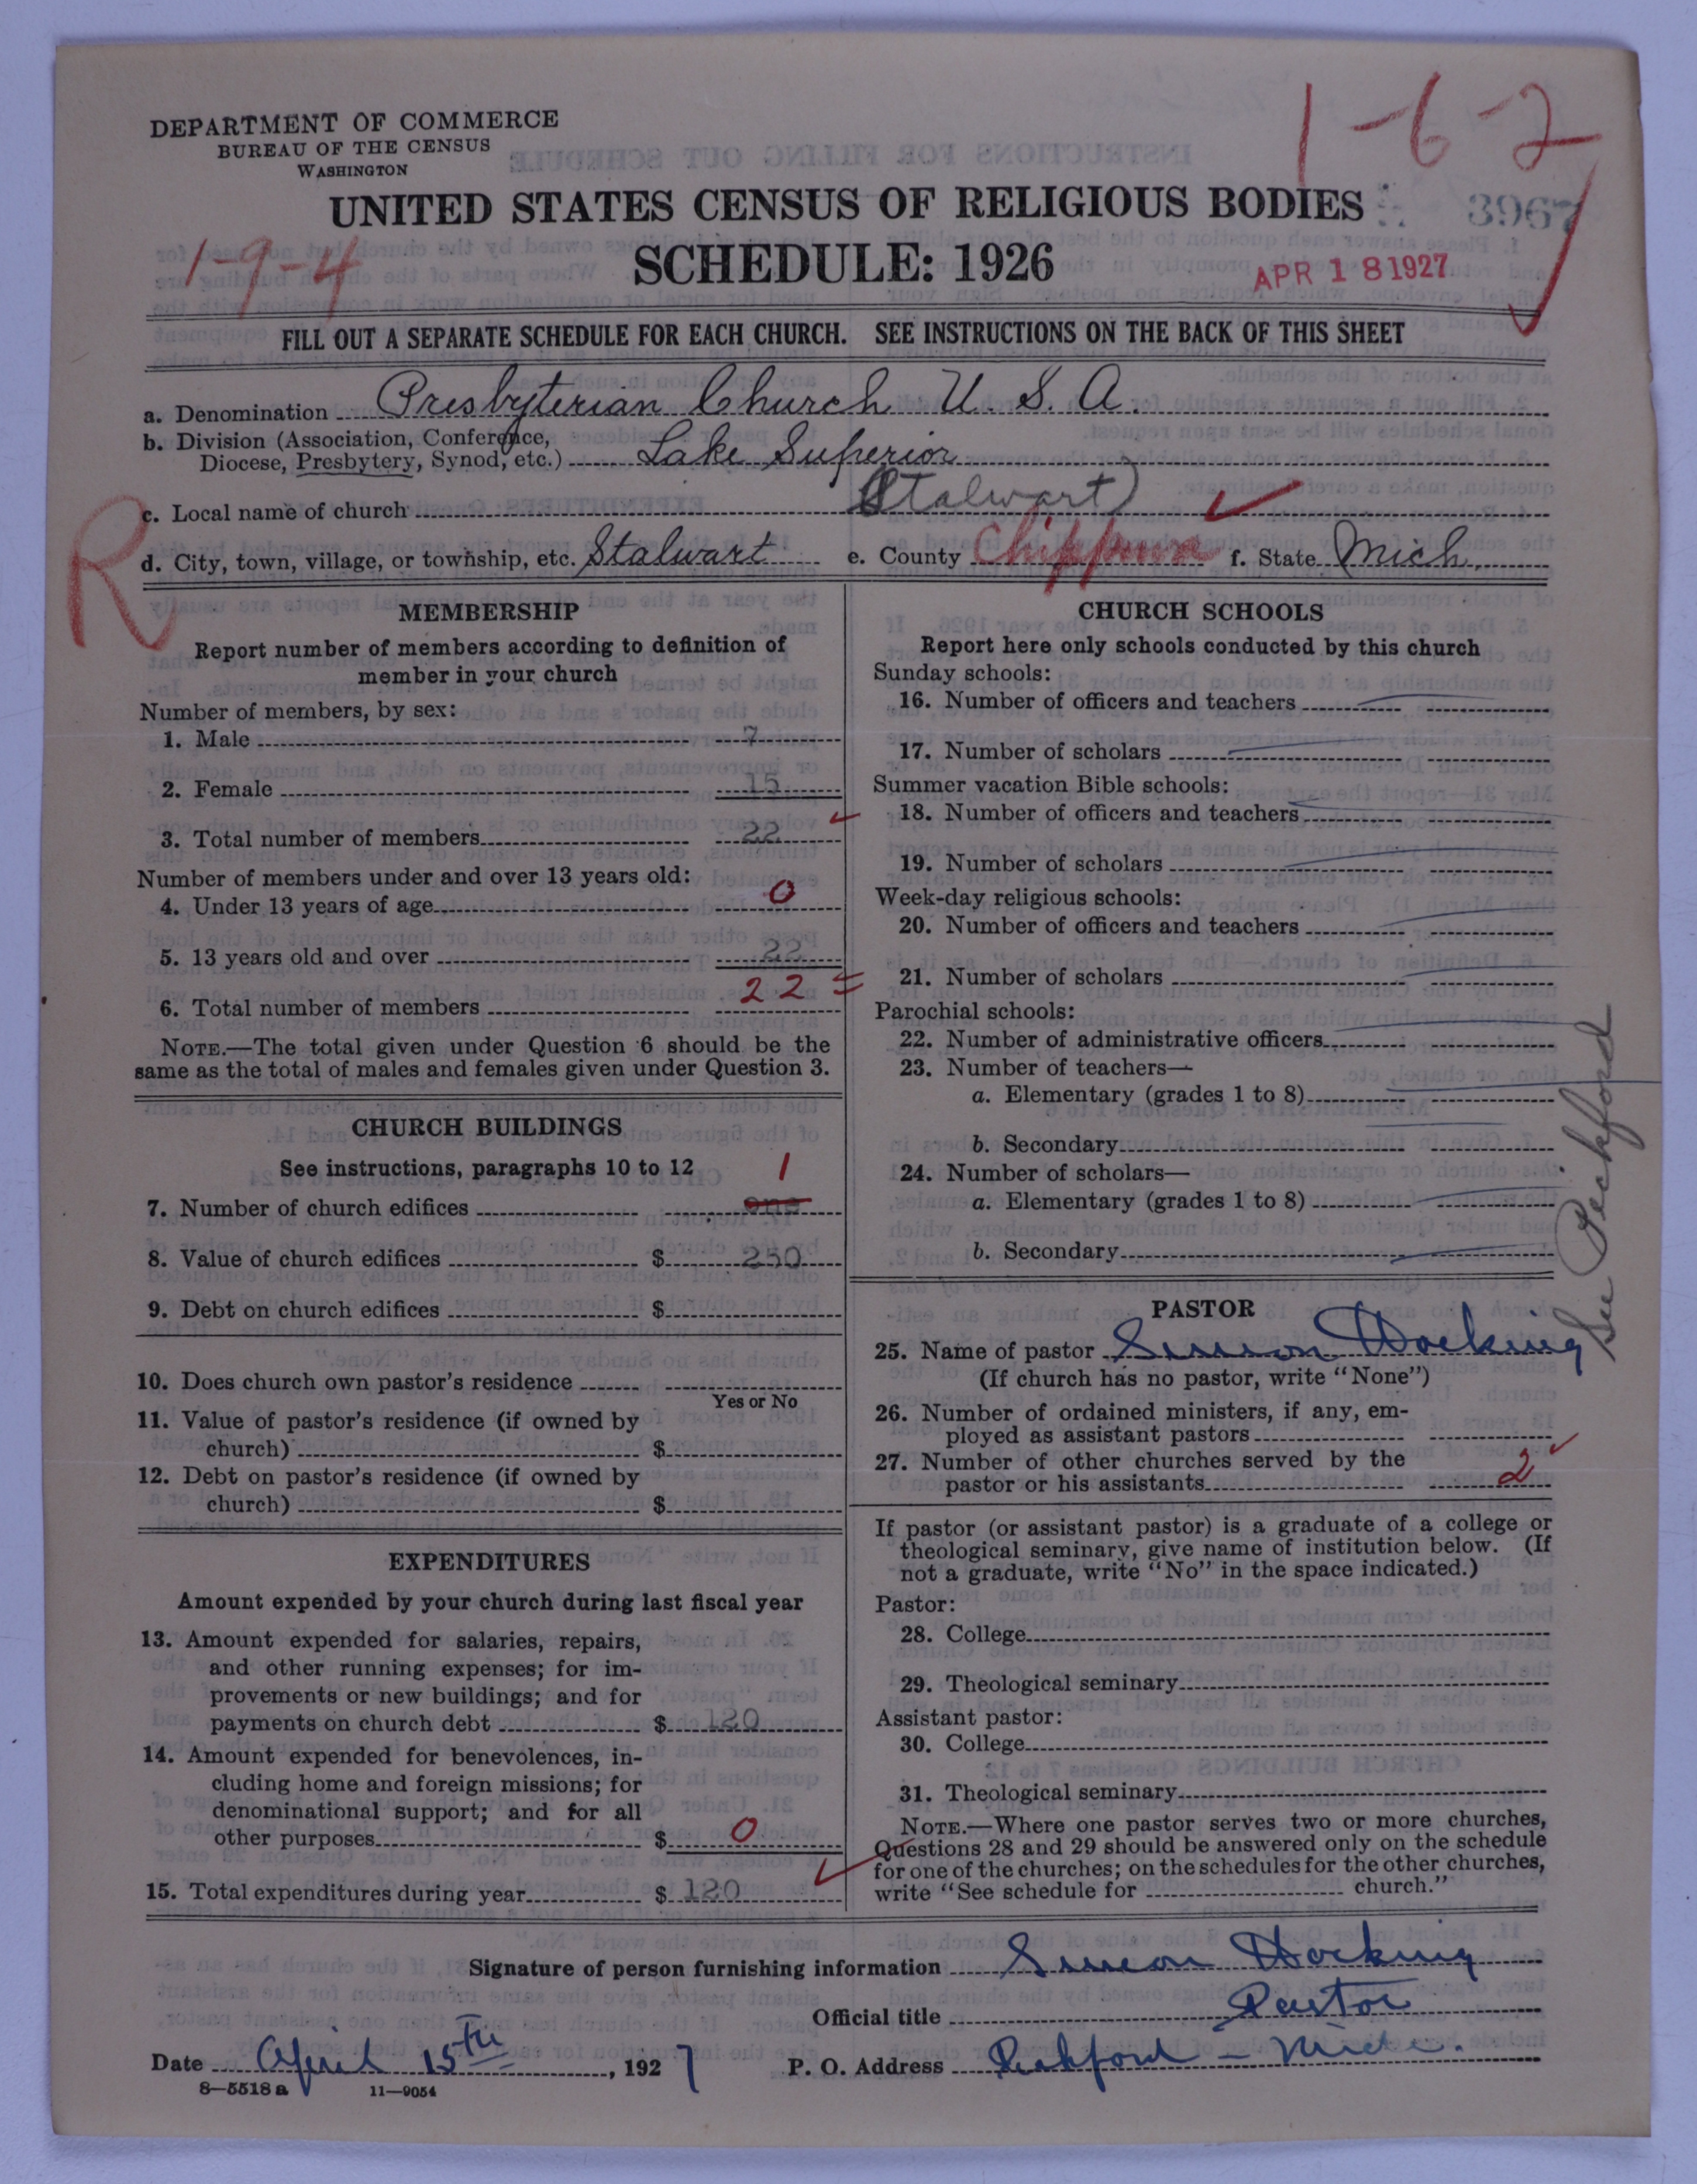 1-6-2
DEPARTMENT OF COMMERCE
BUREAU OF THE CENSUS
WASHINGTON
UNITED STATES CENSUS OF RELIGIOUS BODIES
3967
1-9-4
SCHEDULE: 1926
APR 18 1927
FILL OUT A SEPARATE SCHEDULE FOR EACH CHURCH. SEE INSTRUCTIONS ON THE BACK OF THIS SHEET
a. Denomination Presbyterian Church U. S. A.
b. Division (Association, Conference,
Diocese, Presbytery, Synod, etc.) Lake Superior
R
c. Local name of church Stalwart
d. City, town, village, or township, etc. Stalwart e. County Chippewa f. State Mich.
MEMBERSHIP
Report number of members according to definition of
member in your church
Number of members, by sex:
1. Male 7
2. Female 15
3. Total number of members 22
Number of members under and over 13 years old:
4. Under 13 years of age 0
5. 13 years old and over 22
6. Total number of members 22
NOTE.—The total given under Question 6 should be the
same as the total of males and females given under Question 3.
CHURCH BUILDINGS
See instructions, paragraphs 10 to 12
1
7. Number of church edifices one
8. Value of church edifices $ 250
9. Debt on church edifices $
10. Does church own pastor's residence
Yes or No
11. Value of pastor's residence (if owned by
church) $
12. Debt on pastor's residence (if owned by
church) $
EXPENDITURES
Amount expended by your church during last fiscal year
13. Amount expended for salaries, repairs,
and other running expenses; for im-
provements or new buildings; and for
payments on church debt $ 120
14. Amount expended for benevolences, in-
cluding home and foreign missions; for
denominational support; and for all
other purposes $ 0
15. Total expenditures during year $ 120
CHURCH SCHOOLS
Report here only schools conducted by this church
Sunday schools:
16. Number of officers and teachers
17. Number of scholars
Summer vacation Bible schools:
18. Number of officers and teachers
19. Number of scholars
Week-day religious schools:
20. Number of officers and teachers
21. Number of scholars
Parochial schools:
22. Number of administrative officers
23. Number of teachers—
a. Elementary (grades 1 to 8)
b. Secondary
24. Number of scholars—
a. Elementary (grades 1 to 8)
b. Secondary
See Pickford
PASTOR
25. Name of pastor Simeon Hocking
(If church has no pastor, write "None")
26. Number of ordained ministers, if any, em-
ployed as assistant pastors
27. Number of other churches served by the
pastor or his assistants 2
If pastor (or assistant pastor) is a graduate of a college or
theological seminary, give name of institution below. (If
not a graduate, write "No" in the space indicated.)
Pastor:
28. College
29. Theological seminary
Assistant pastor:
30. College
31. Theological seminary
NOTE.—Where one pastor serves two or more churches,
Questions 28 and 29 should be answered only on the schedule
for one of the churches; on the schedules for the other churches,
write "See schedule for church."
Signature of person furnishing information Simeon Hocking
Official title Pastor
Date April 15th, 1927 P. O. Address Pickford - Mich.
8-5518 a 11-9054